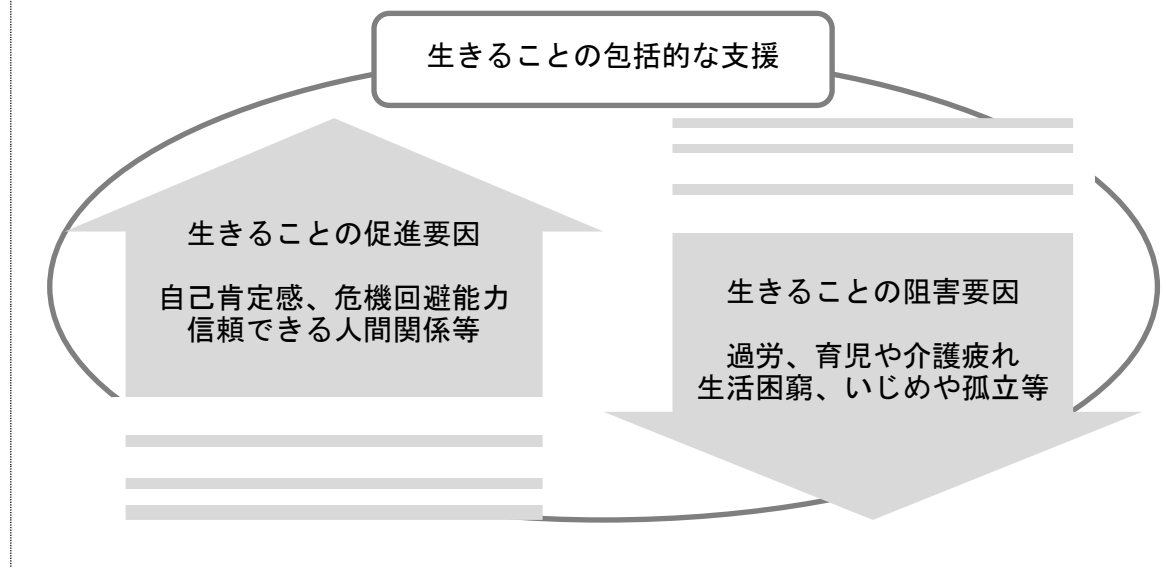 生きることの包括的な支援
生きることの促進要因
自己肯定感、危機回避能力
信頼できる人間関係等
生きることの阻害要因
過労、育児や介護疲れ
生活困窮、いじめや孤立等